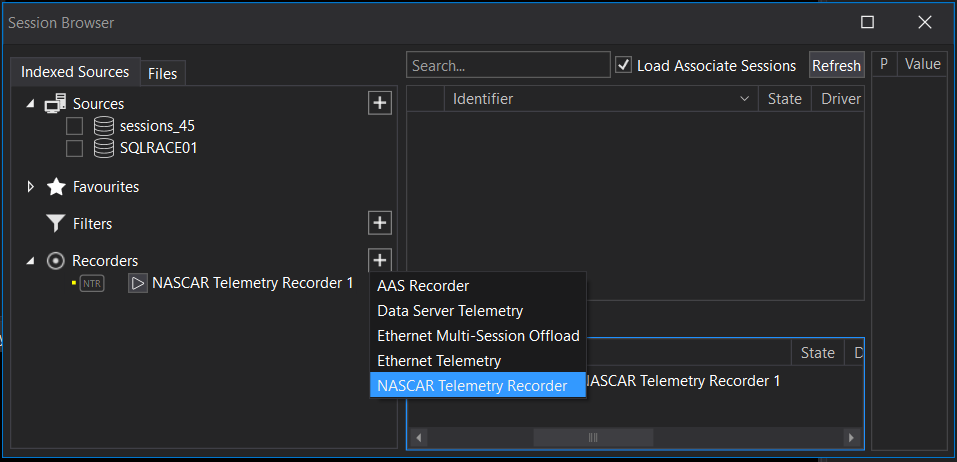 Session Browser
Indexed Sources
Files
Search...
Load Associate Sessions
Refresh
P
Value
Sources
sessions_45
SQLRACE01
Identifier
State
Driver
Favourites
Filters
Recorders
NTR
NASCAR Telemetry Recorder 1
AAS Recorder
Data Server Telemetry
Ethernet Multi-Session Offload
Ethernet Telemetry
NASCAR Telemetry Recorder
State
D
NASCAR Telemetry Recorder 1